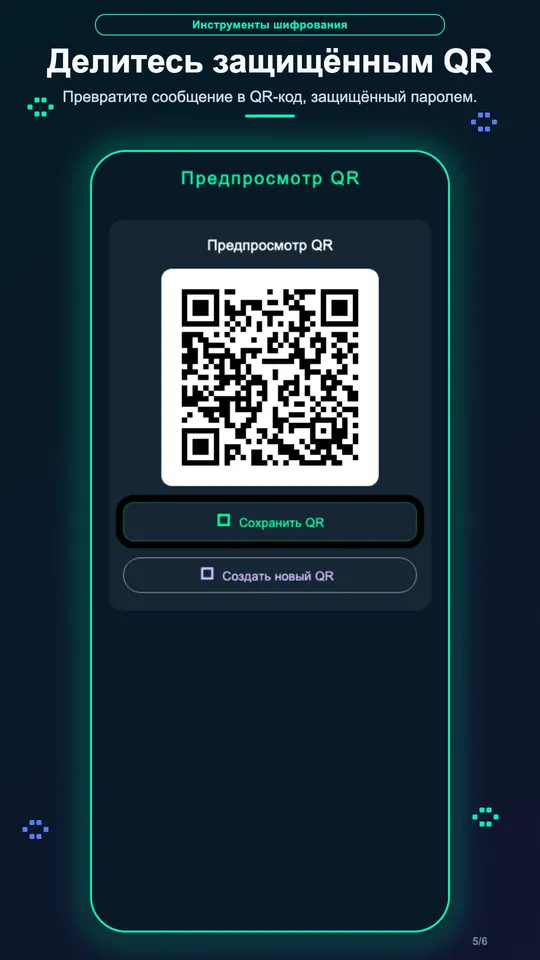 Инструменты шифрования
Делитесь защищённым QR
Превратите сообщение в QR-код, защищённый паролем.
Предпросмотр QR
Предпросмотр QR
Сохранить QR
Создать новый QR
5/6